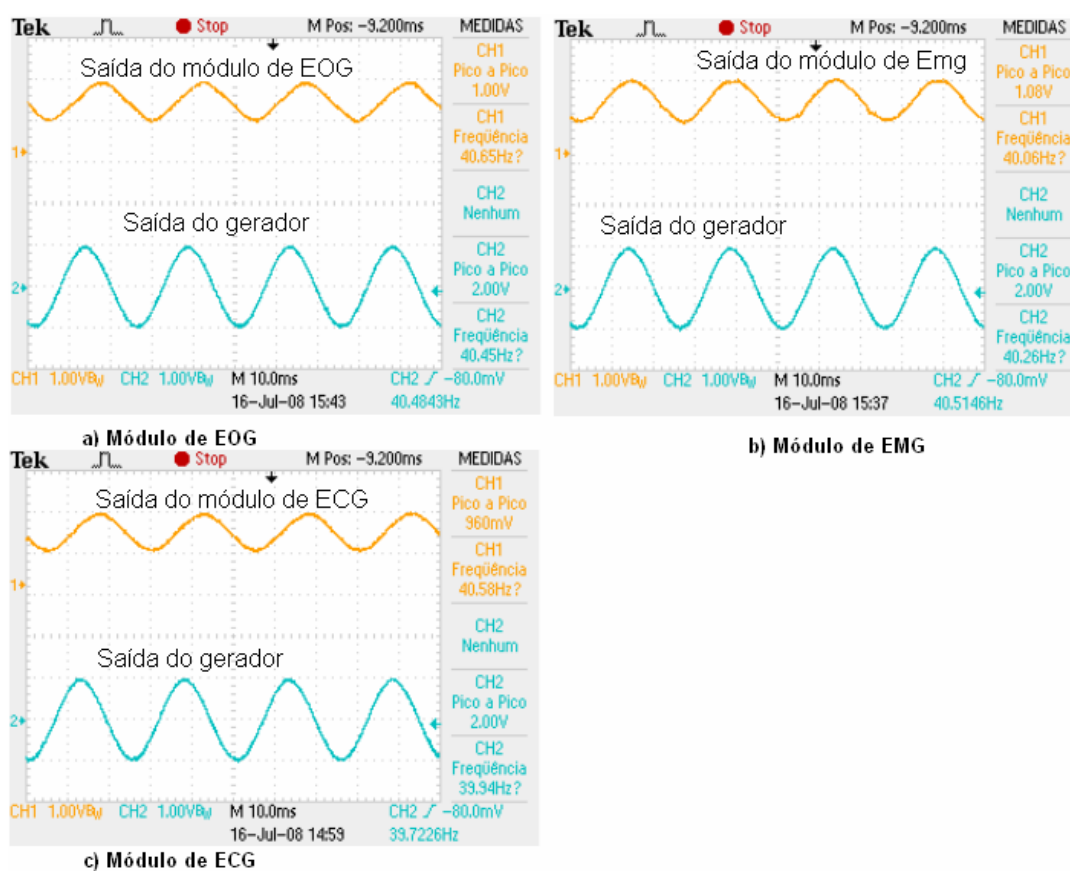 Tek Stop M Pos: -9.200ms MEDIDAS
Saída do módulo de EOG
CH1
Pico a Pico
1.00V
CH1
Freqüência
40.65Hz?
1
CH2
Nenhum
Saída do gerador
CH2
Pico a Pico
2.00V
2
CH2
Freqüência
40.45Hz?
CH1 1.00VBW CH2 1.00VBW M 10.0ms CH2 -80.0mV
16-Jul-08 15:43 40.4843Hz
a) Módulo de EOG
Tek Stop M Pos: -9.200ms MEDIDAS
Saída do módulo de Emg
CH1
Pico a Pico
1.08V
CH1
Freqüência
40.06Hz?
1
CH2
Nenhum
Saída do gerador
CH2
Pico a Pico
2.00V
2
CH2
Freqüência
40.26Hz?
CH1 1.00VBW CH2 1.00VBW M 10.0ms CH2 -80.0mV
16-Jul-08 15:37 40.5146Hz
b) Módulo de EMG
Tek Stop M Pos: -9.200ms MEDIDAS
Saída do módulo de ECG
CH1
Pico a Pico
960mV
CH1
Freqüência
40.58Hz?
1
CH2
Nenhum
Saída do gerador
CH2
Pico a Pico
2.00V
2
CH2
Freqüência
39.94Hz?
CH1 1.00VBW CH2 1.00VBW M 10.0ms CH2 -80.0mV
16-Jul-08 14:59 39.7226Hz
c) Módulo de ECG